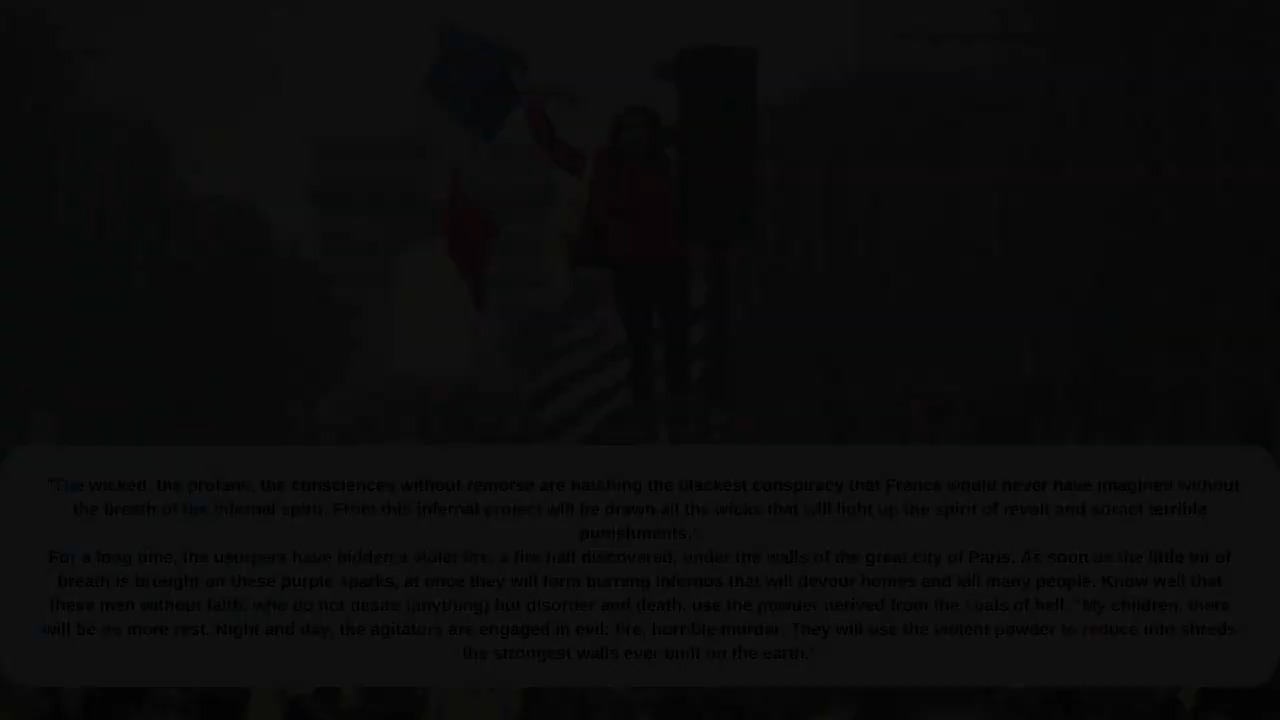 "The wicked, the profane, the consciences without remorse are hatching the blackest conspiracy that France would never have imagined without
the breath of the infernal spirit. From this infernal project will be drawn all the wicks that will light up the spirit of revolt and attract terrible
punishments."
For a long time, the usurpers have hidden a violet fire, a fire half discovered, under the walls of the great city of Paris. As soon as the little bit of
breath is brought on these purple sparks, at once they will form burning infernos that will devour homes and kill many people. Know well that
these men without faith, who do not desire (anything) but disorder and death, use the powder derived from the coals of hell. "My children, there
will be no more rest. Night and day, the agitators are engaged in evil: fire, horrible murder. They will use the violent powder to reduce into shreds
the strongest walls ever built on the earth."